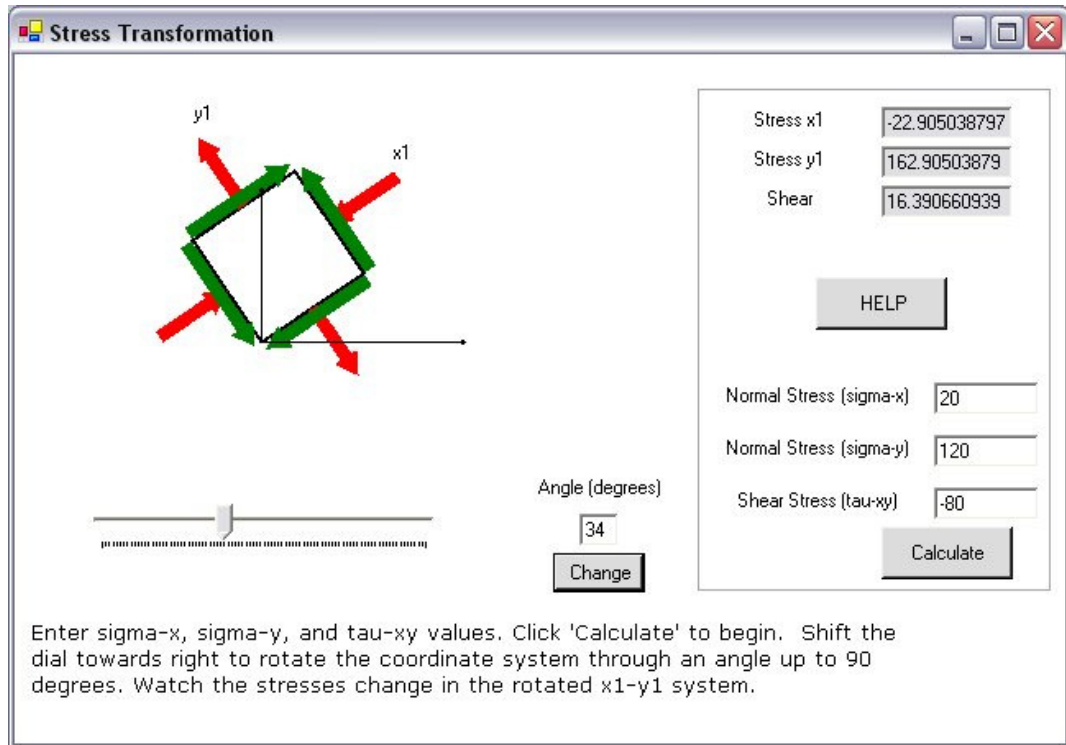 Stress Transformation
y1
x1
Stress x1
-22.905038797
Stress y1
162.90503879
Shear
16.390660939
HELP
Normal Stress (sigma-x)
20
Normal Stress (sigma-y)
120
Shear Stress (tau-xy)
-80
Calculate
Angle (degrees)
34
Change
Enter sigma-x, sigma-y, and tau-xy values. Click 'Calculate' to begin.  Shift the
dial towards right to rotate the coordinate system through an angle up to 90
degrees. Watch the stresses change in the rotated x1-y1 system.